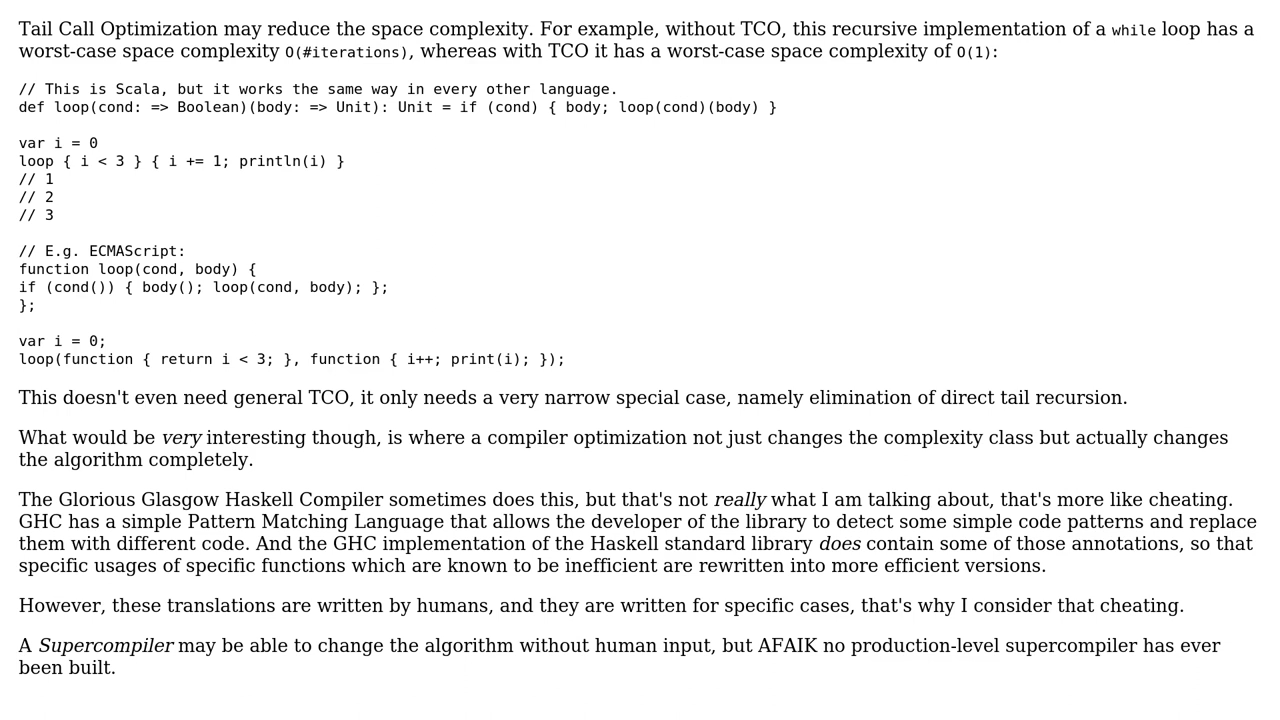 Tail Call Optimization may reduce the space complexity. For example, without TCO, this recursive implementation of a while loop has a
worst-case space complexity O(#iterations), whereas with TCO it has a worst-case space complexity of O(1):
// This is Scala, but it works the same way in every other language.
def loop(cond: => Boolean)(body: => Unit): Unit = if (cond) { body; loop(cond)(body) }
var i = 0
loop { i < 3 } { i += 1; println(i) }
// 1
// 2
// 3
// E.g. ECMAScript:
function loop(cond, body) {
if (cond()) { body(); loop(cond, body); };
};
var i = 0;
loop(function { return i < 3; }, function { i++; print(i); });
This doesn't even need general TCO, it only needs a very narrow special case, namely elimination of direct tail recursion.
What would be very interesting though, is where a compiler optimization not just changes the complexity class but actually changes
the algorithm completely.
The Glorious Glasgow Haskell Compiler sometimes does this, but that's not really what I am talking about, that's more like cheating.
GHC has a simple Pattern Matching Language that allows the developer of the library to detect some simple code patterns and replace
them with different code. And the GHC implementation of the Haskell standard library does contain some of those annotations, so that
specific usages of specific functions which are known to be inefficient are rewritten into more efficient versions.
However, these translations are written by humans, and they are written for specific cases, that's why I consider that cheating.
A Supercompiler may be able to change the algorithm without human input, but AFAIK no production-level supercompiler has ever
been built.